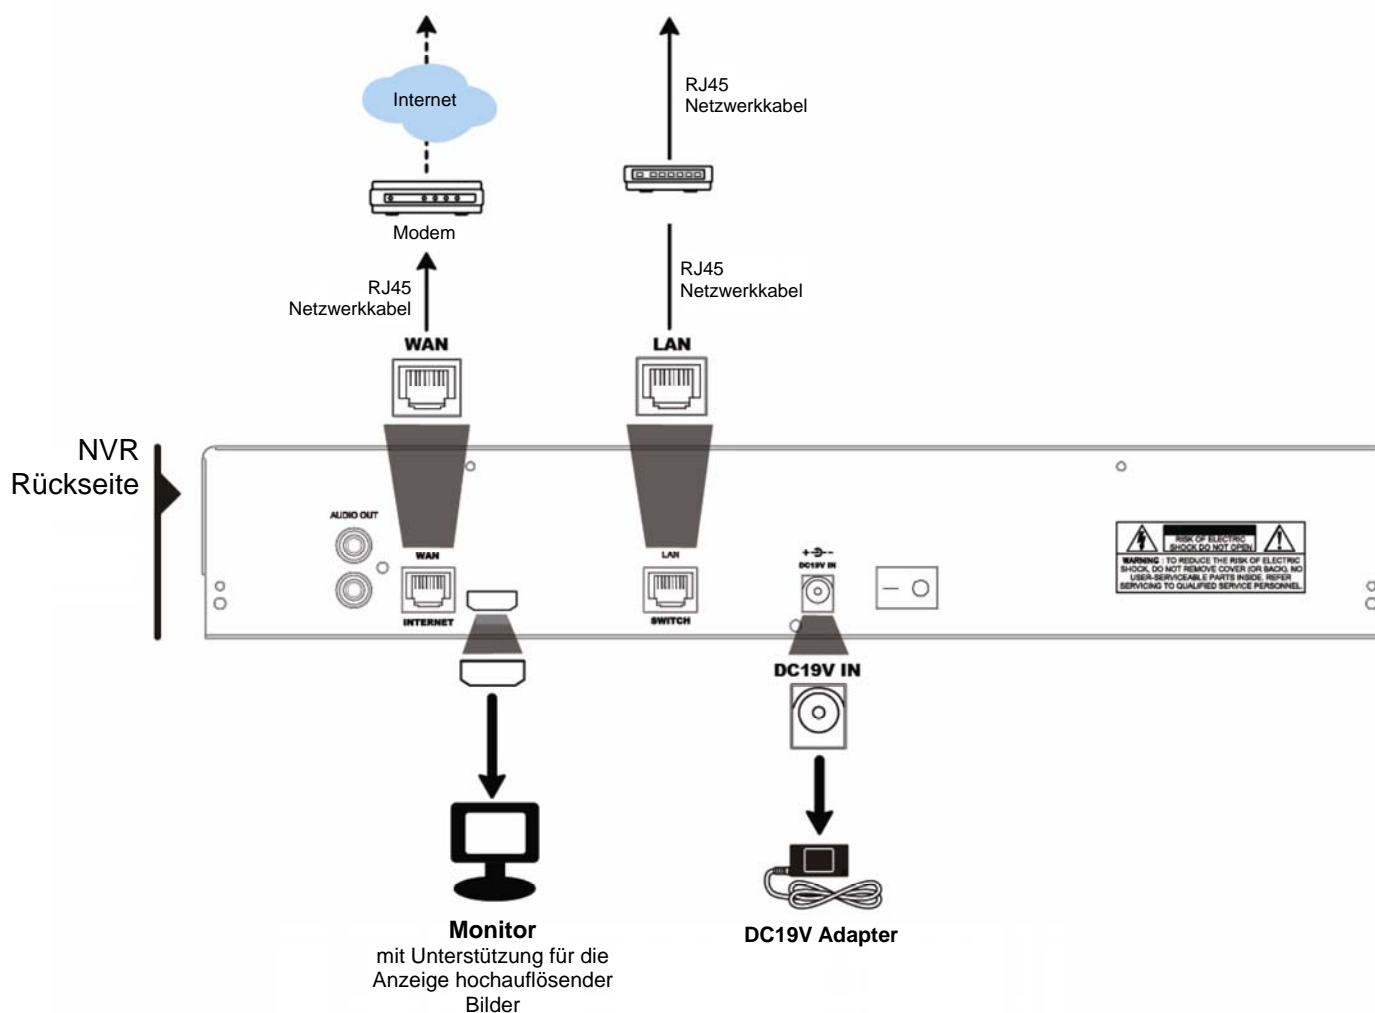 Internet
RJ45
Netzwerkkabel
Modem
RJ45
Netzwerkkabel
RJ45
Netzwerkkabel
WAN
LAN
NVR
Rückseite
AUDIO OUT
WAN
LAN
DC19V IN
INTERNET
SWITCH
RISK OF ELECTRIC
SHOCK DO NOT OPEN
WARNING : TO REDUCE THE RISK OF ELECTRIC
SHOCK, DO NOT REMOVE COVER (OR BACK). NO
USER-SERVICEABLE PARTS INSIDE. REFER
SERVICING TO QUALIFIED SERVICE PERSONNEL.
DC19V IN
Monitor
mit Unterstützung für die
Anzeige hochauflösender
Bilder
DC19V Adapter